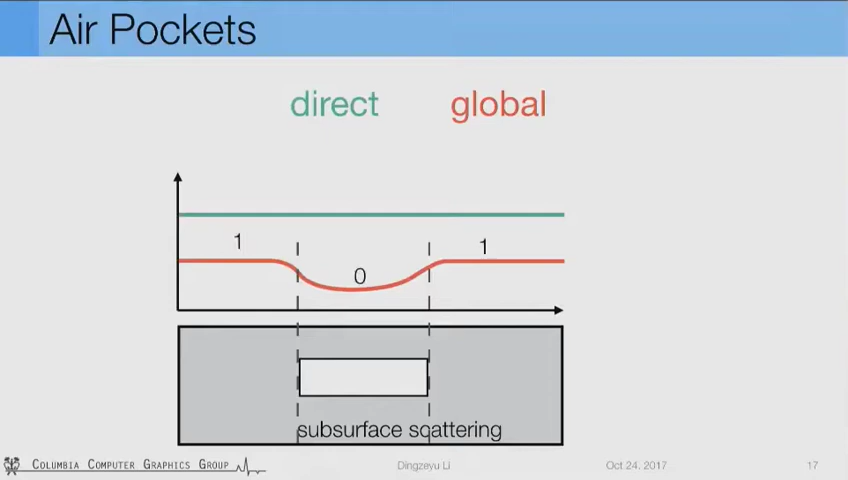 Air Pockets
direct global
1 0 1
subsurface scattering
COLUMBIA COMPUTER GRAPHICS GROUP Dingzeyu Li Oct 24, 2017 17